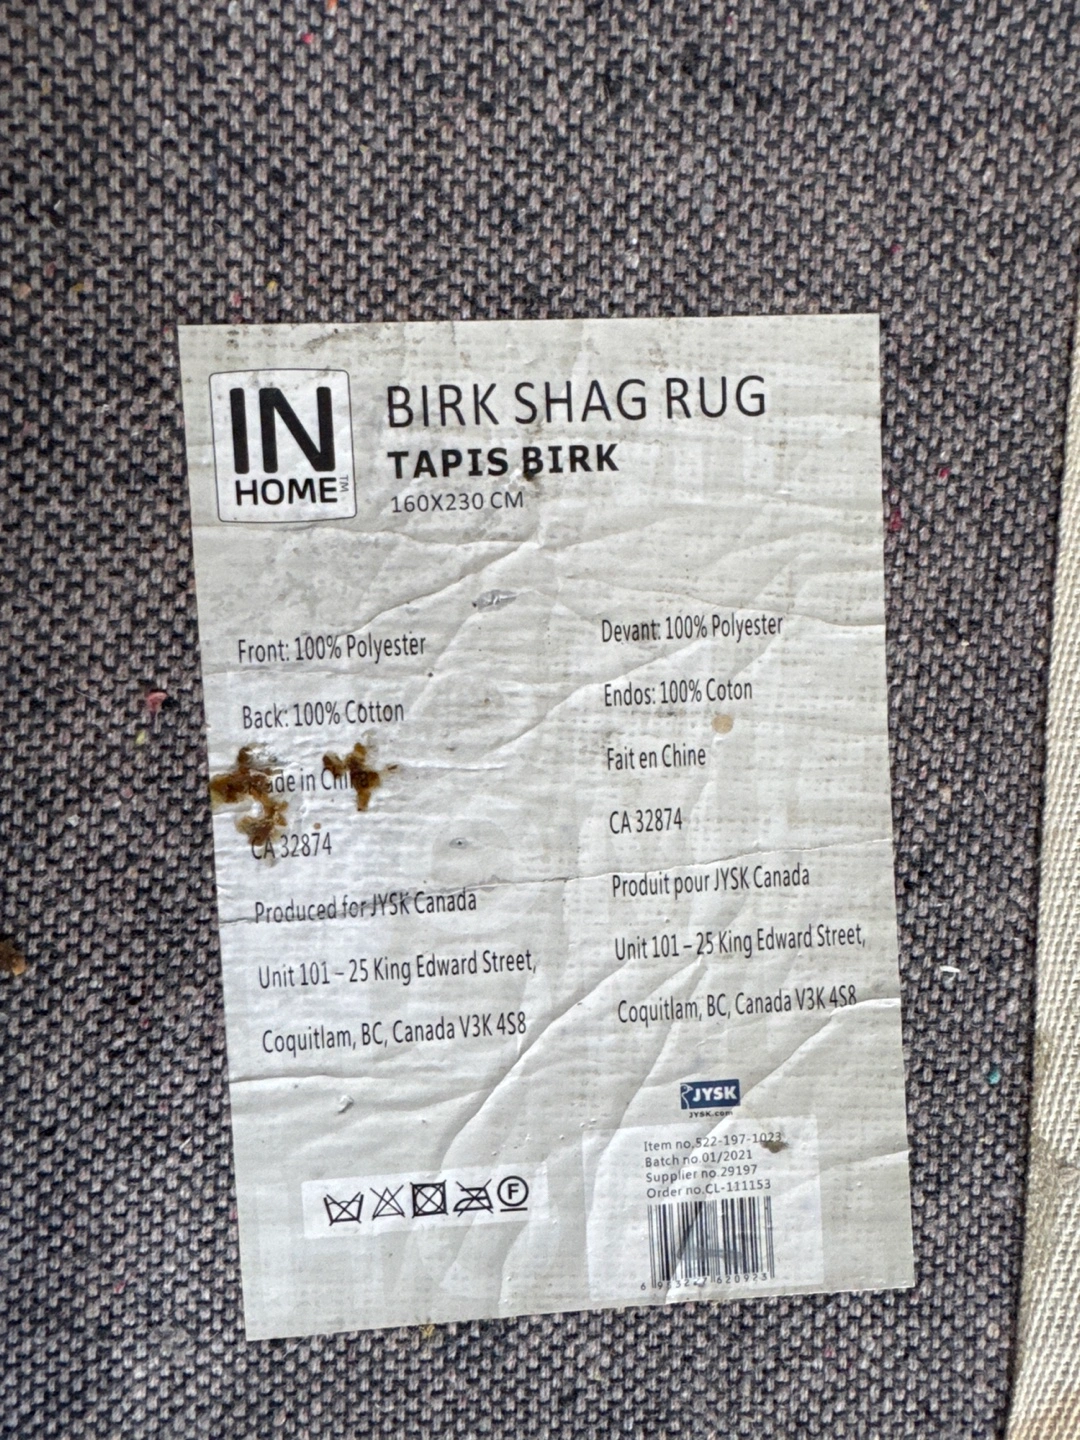 IN
HOME™
BIRK SHAG RUG
TAPIS BIRK
160X230 CM
Front: 100% Polyester
Back: 100% Cotton
Made in China
CA 32874
Produced for JYSK Canada
Unit 101 – 25 King Edward Street,
Coquitlam, BC, Canada V3K 4S8
Devant: 100% Polyester
Endos: 100% Coton
Fait en Chine
CA 32874
Produit pour JYSK Canada
Unit 101 – 25 King Edward Street,
Coquitlam, BC, Canada V3K 4S8
F
JYSK
JYSK.com
Item no.522-197-1023
Batch no.01/2021
Supplier no.29197
Order no.CL-111153